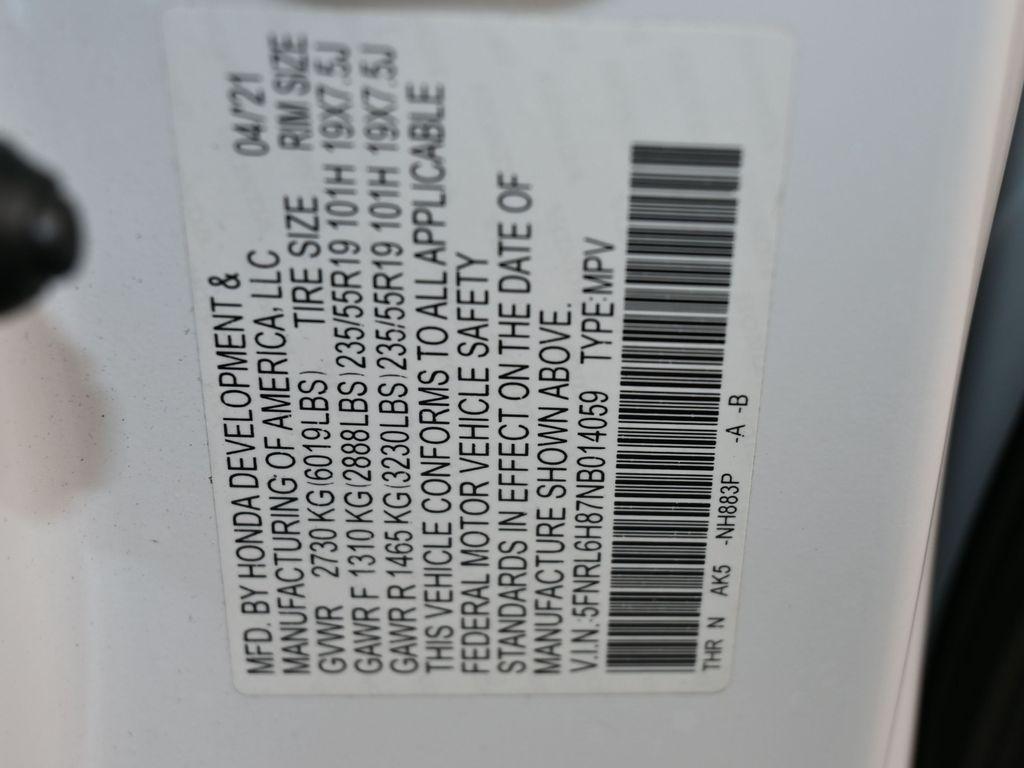 MFD. BY HONDA DEVELOPMENT & 04/'21
MANUFACTURING OF AMERICA, LLC
GVWR 2730 KG(6019LBS) TIRE SIZE RIM SIZE
GAWR F 1310 KG(2888LBS) 235/55R19 101H 19X7.5J
GAWR R 1465 KG(3230LBS) 235/55R19 101H 19X7.5J
THIS VEHICLE CONFORMS TO ALL APPLICABLE
FEDERAL MOTOR VEHICLE SAFETY
STANDARDS IN EFFECT ON THE DATE OF
MANUFACTURE SHOWN ABOVE.
V.I.N.:5FNRL6H87NB014059 TYPE:MPV
THR N AK5 -NH883P -A -B